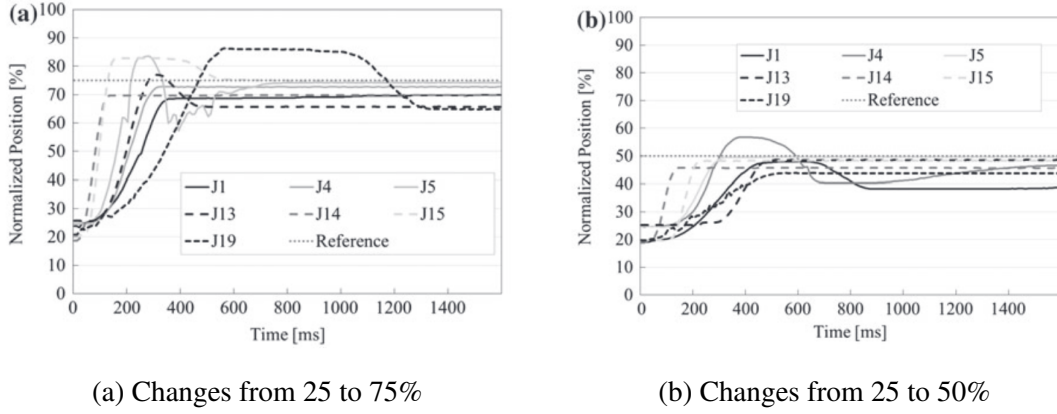 (a)
100
90
80
70
60
50
40
30
20
10
0
Normalized Position [%]
J1 J4 J5
J13 J14 J15
J19 Reference
0 200 400 600 800 1000 1200 1400
Time [ms]
(b)
100
90
80
70
60
50
40
30
20
10
0
Normalized Position [%]
J1 J4 J5
J13 J14 J15
J19 Reference
0 200 400 600 800 1000 1200 1400
Time [ms]
(a) Changes from 25 to 75%
(b) Changes from 25 to 50%